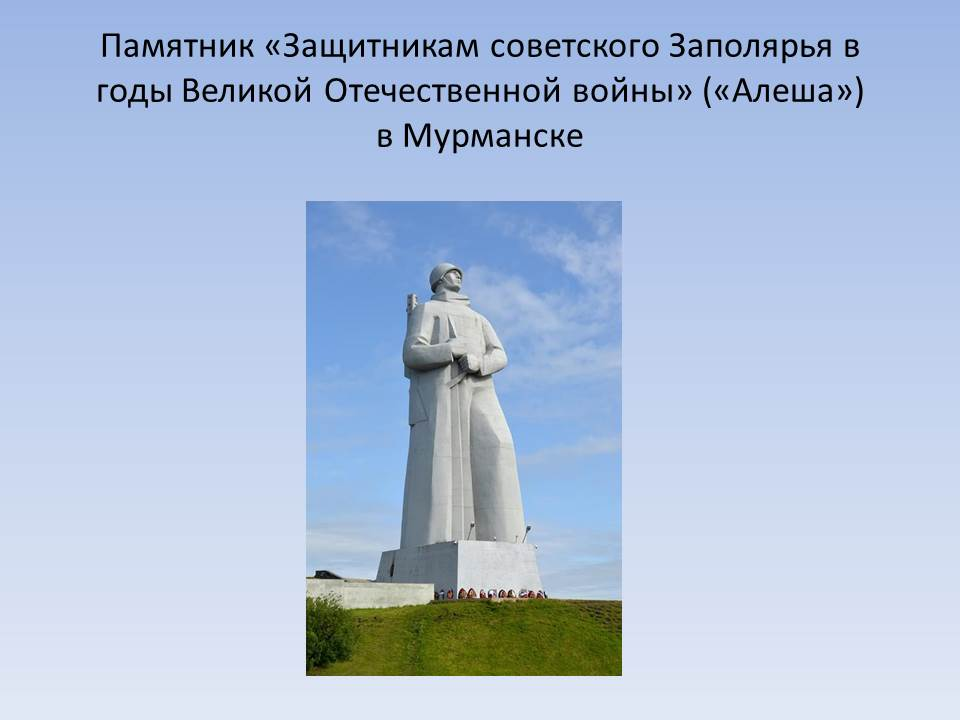 Памятник «Защитникам советского Заполярья в
годы Великой Отечественной войны» («Алеша»)
в Мурманске